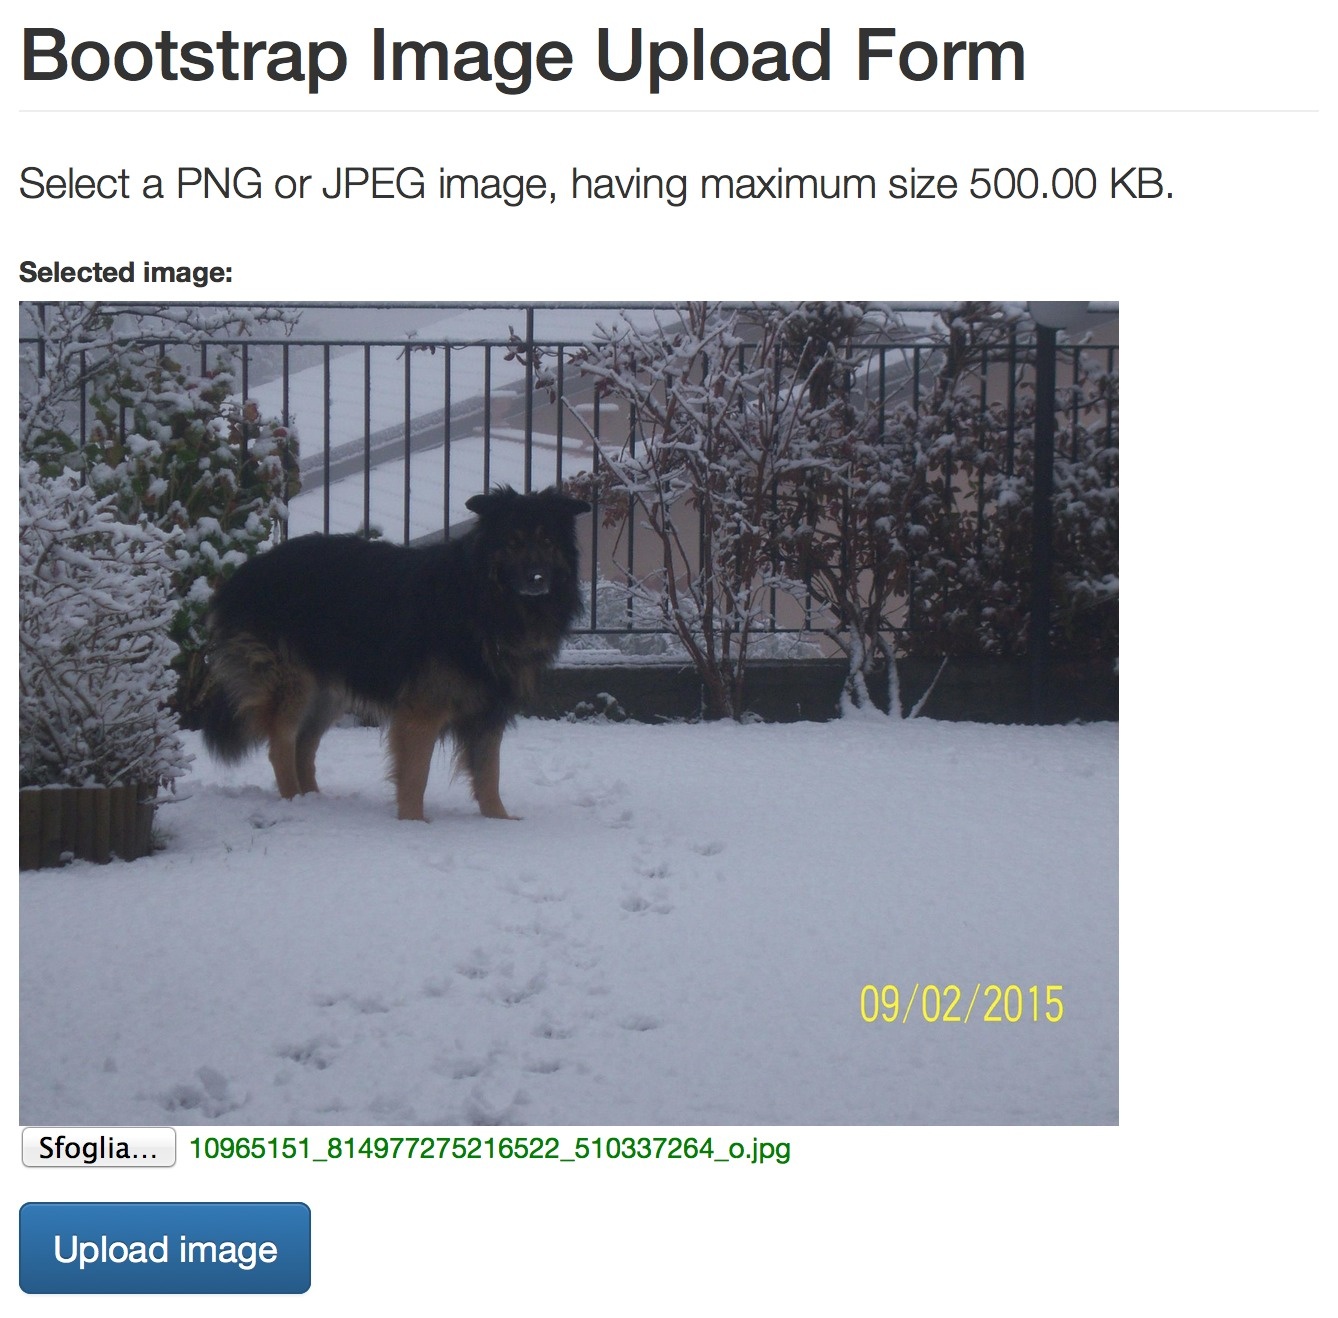 Bootstrap Image Upload Form
Select a PNG or JPEG image, having maximum size 500.00 KB.
Selected image:
09/02/2015
Sfoglia... 10965151_814977275216522_510337264_o.jpg
Upload image